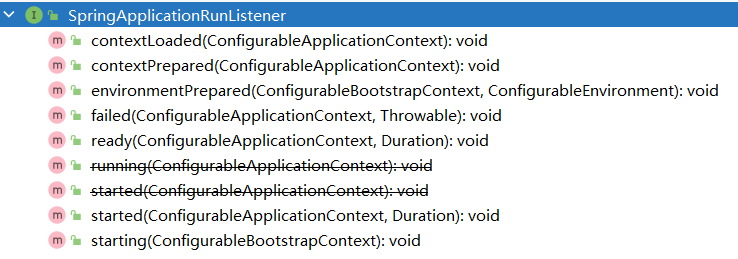 SpringApplicationRunListener
contextLoaded(ConfigurableApplicationContext): void
contextPrepared(ConfigurableApplicationContext): void
environmentPrepared(ConfigurableBootstrapContext, ConfigurableEnvironment): void
failed(ConfigurableApplicationContext, Throwable): void
ready(ConfigurableApplicationContext, Duration): void
running(ConfigurableApplicationContext): void
started(ConfigurableApplicationContext): void
started(ConfigurableApplicationContext, Duration): void
starting(ConfigurableBootstrapContext): void